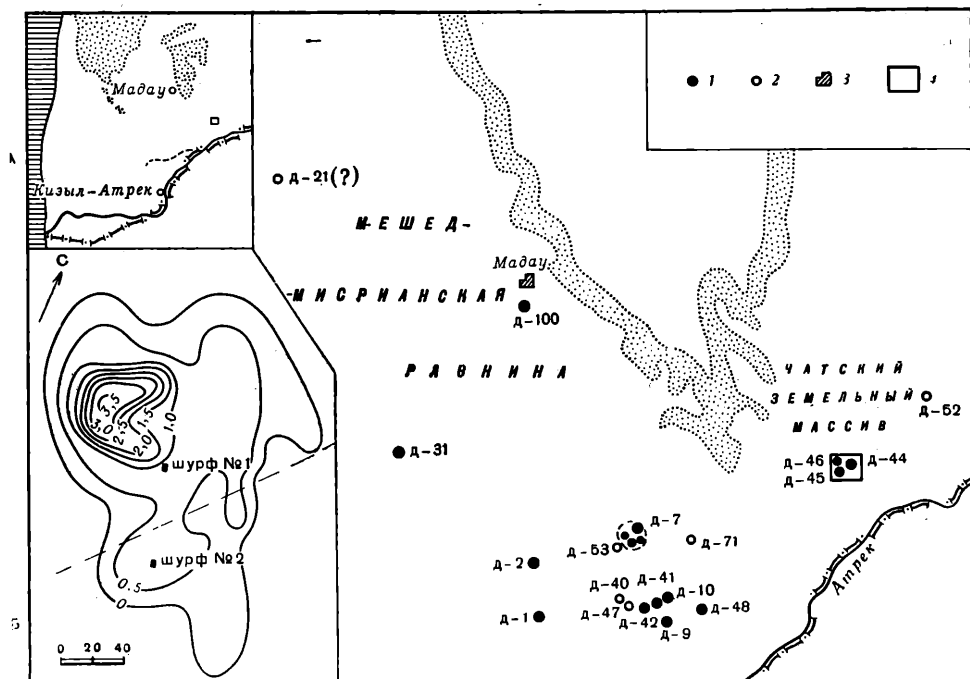 Мадау
Кизыл-Атрек
А
С
3,5
3,0
2,5
2,0
1,5
1,0
шурф №1
шурф №2
0,5
0
0 20 40
Б
1
2
3
4
Д-21(?)
МЕШЕД-
-МИСРИАНСКАЯ
РАВНИНА
Мадау
Д-100
Д-31
ЧАТСКИЙ
ЗЕМЕЛЬНЫЙ
МАССИВ
Д-52
Д-46
Д-44
Д-45
Д-7
Д-53
Д-71
Д-2
Д-40
Д-41
Д-10
Д-47
Д-48
Д-1
Д-42
Д-9
Атрек